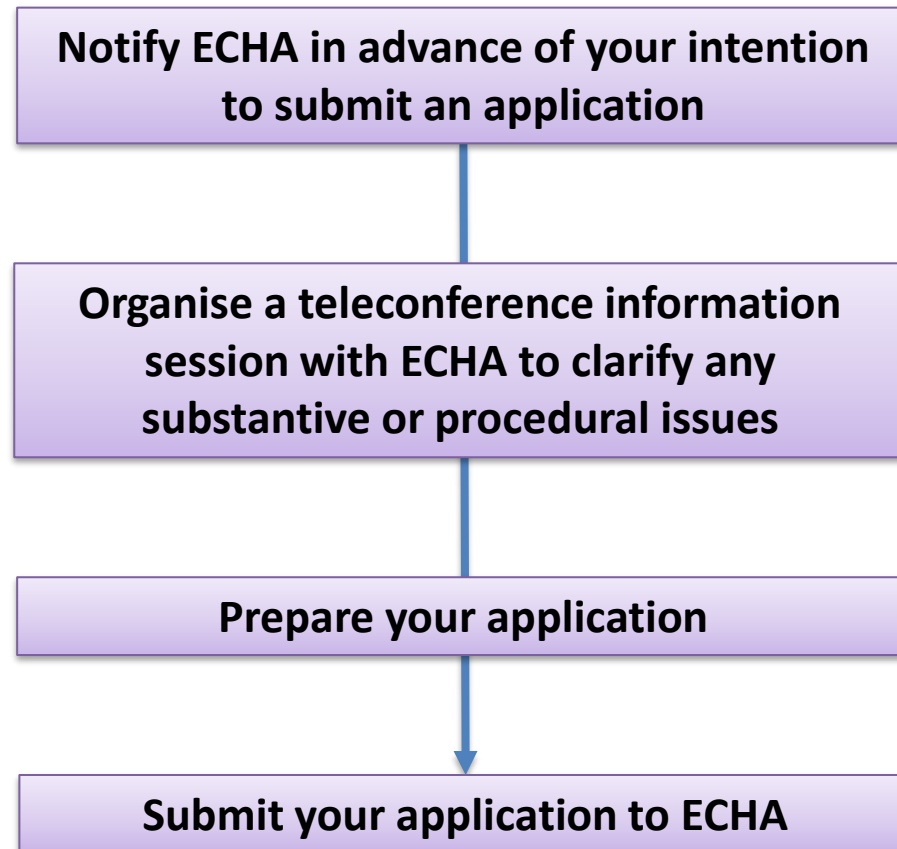 Notify ECHA in advance of your intention
to submit an application
Organise a teleconference information
session with ECHA to clarify any
substantive or procedural issues
Prepare your application
Submit your application to ECHA